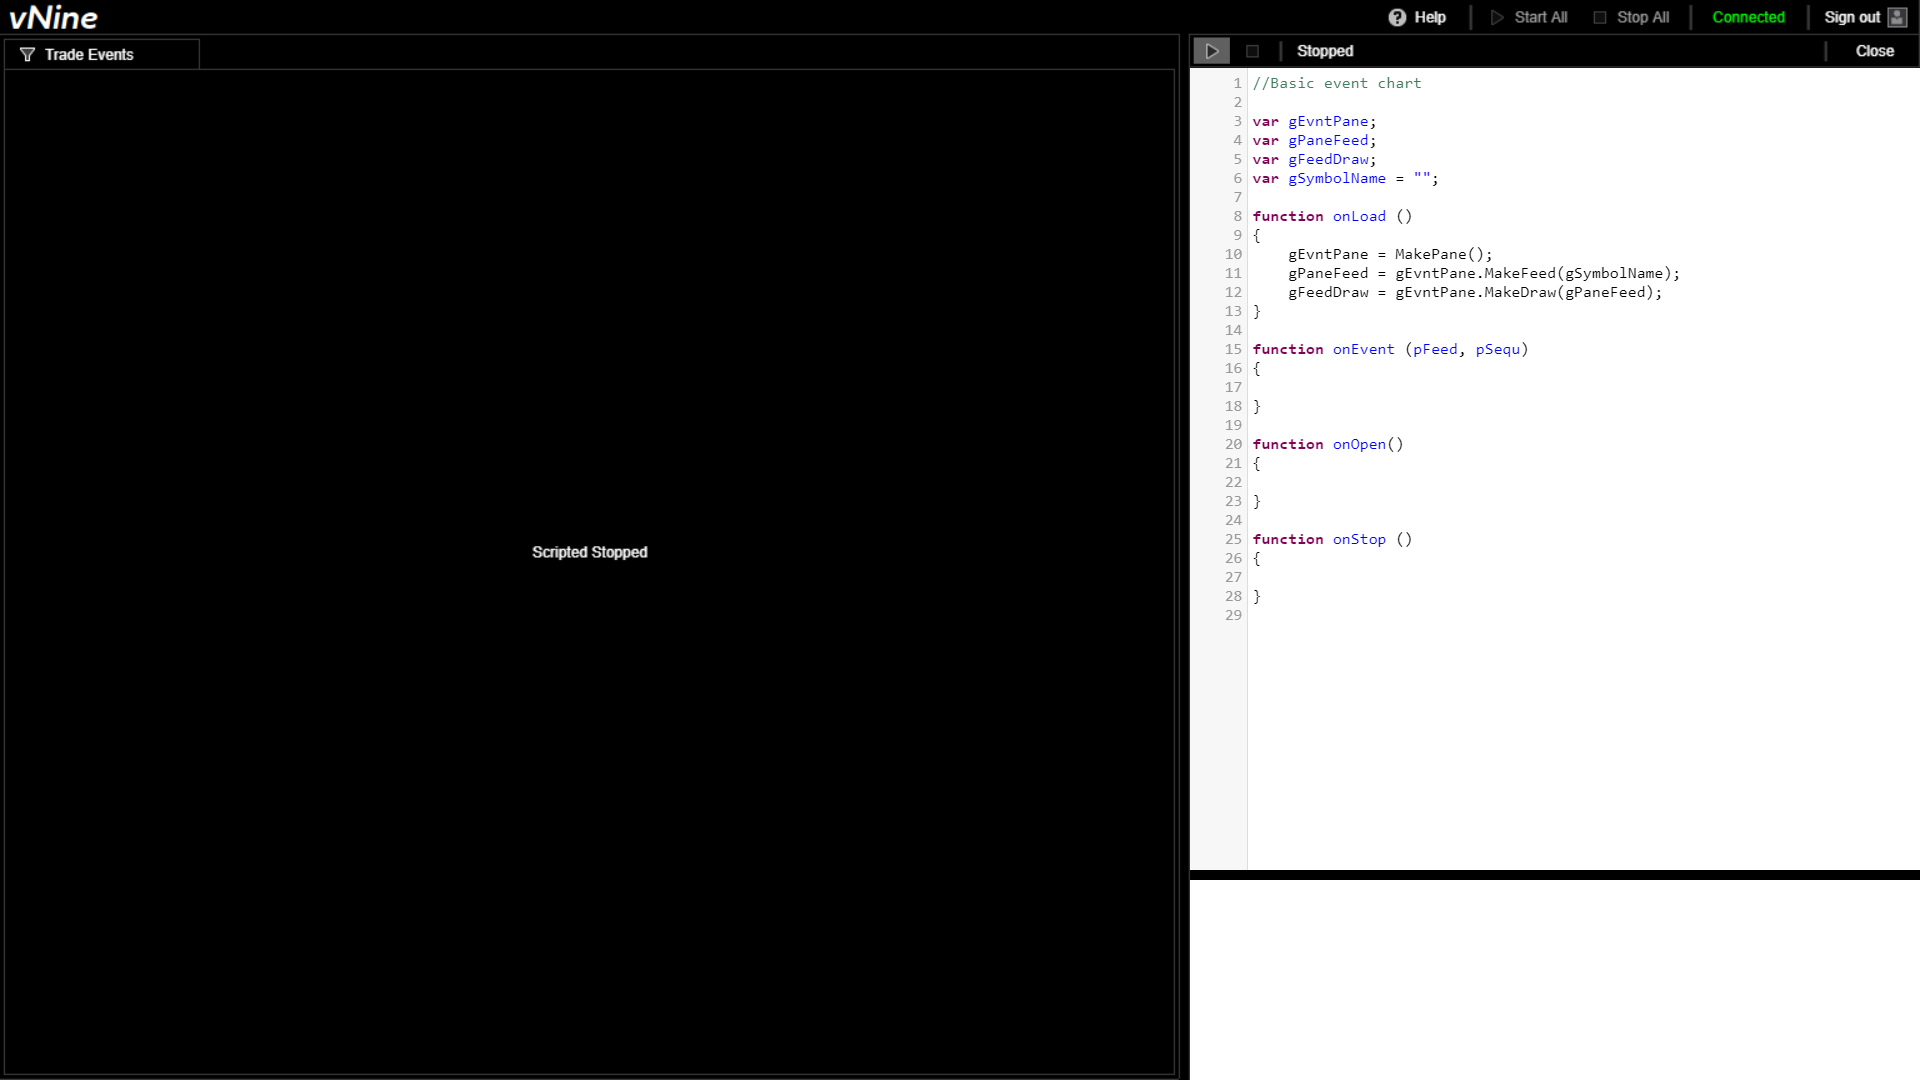 vNine
Help
Start All
Stop All
Connected
Sign out
Trade Events
Stopped
Close
Scripted Stopped
1 //Basic event chart
2
3 var gEvntPane;
4 var gPaneFeed;
5 var gFeedDraw;
6 var gSymbolName = "";
7
8 function onLoad ()
9 {
10     gEvntPane = MakePane();
11     gPaneFeed = gEvntPane.MakeFeed(gSymbolName);
12     gFeedDraw = gEvntPane.MakeDraw(gPaneFeed);
13 }
14
15 function onEvent (pFeed, pSequ)
16 {
17
18 }
19
20 function onOpen()
21 {
22
23 }
24
25 function onStop ()
26 {
27
28 }
29